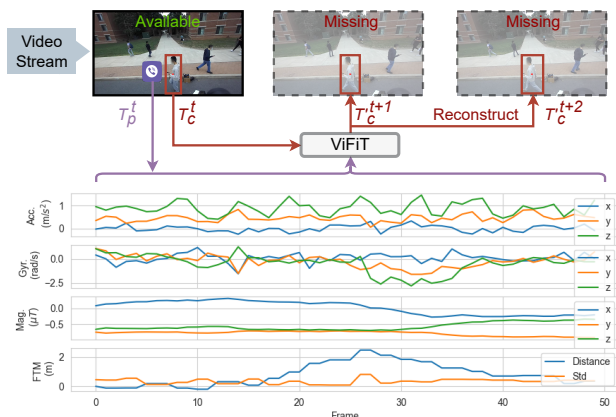 Video
Stream
Available
Missing
Missing
T_p^t
T_c^t
T'_c^{t+1}
Reconstruct
T'_c^{t+2}
ViFiT
Acc.
(m/s²)
1
0
x
y
z
Gyr.
(rad/s)
0.0
-2.5
x
y
z
Mag.
(μT)
0.0
-0.5
x
y
z
FTM
(m)
2
0
Distance
Std
0
10
20
30
40
50
Frame